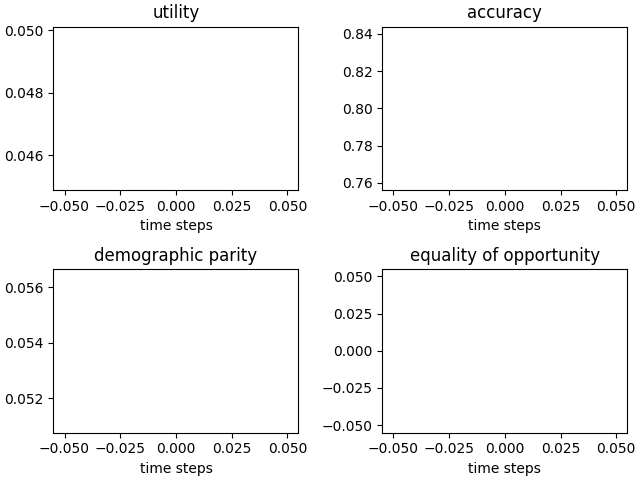 utility
0.050
0.048
0.046
−0.050 −0.025 0.000 0.025 0.050
time steps
accuracy
0.84
0.82
0.80
0.78
0.76
−0.050 −0.025 0.000 0.025 0.050
time steps
demographic parity
0.056
0.054
0.052
−0.050 −0.025 0.000 0.025 0.050
time steps
equality of opportunity
0.050
0.025
0.000
−0.025
−0.050
−0.050 −0.025 0.000 0.025 0.050
time steps